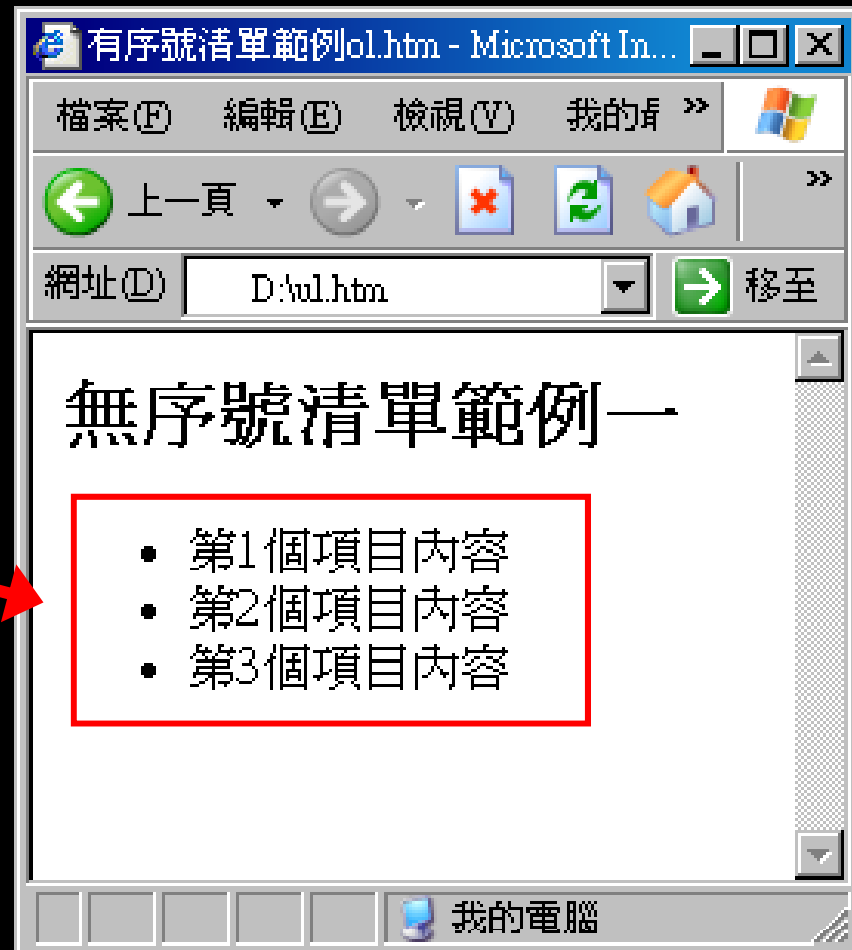 有序號清單範例ol.htm - Microsoft In...
檔案(F) 編輯(E) 檢視(V) 我的 »
上一頁 »
網址(D) D:\ul.htm 移至
無序號清單範例一
• 第1個項目內容
• 第2個項目內容
• 第3個項目內容
我的電腦